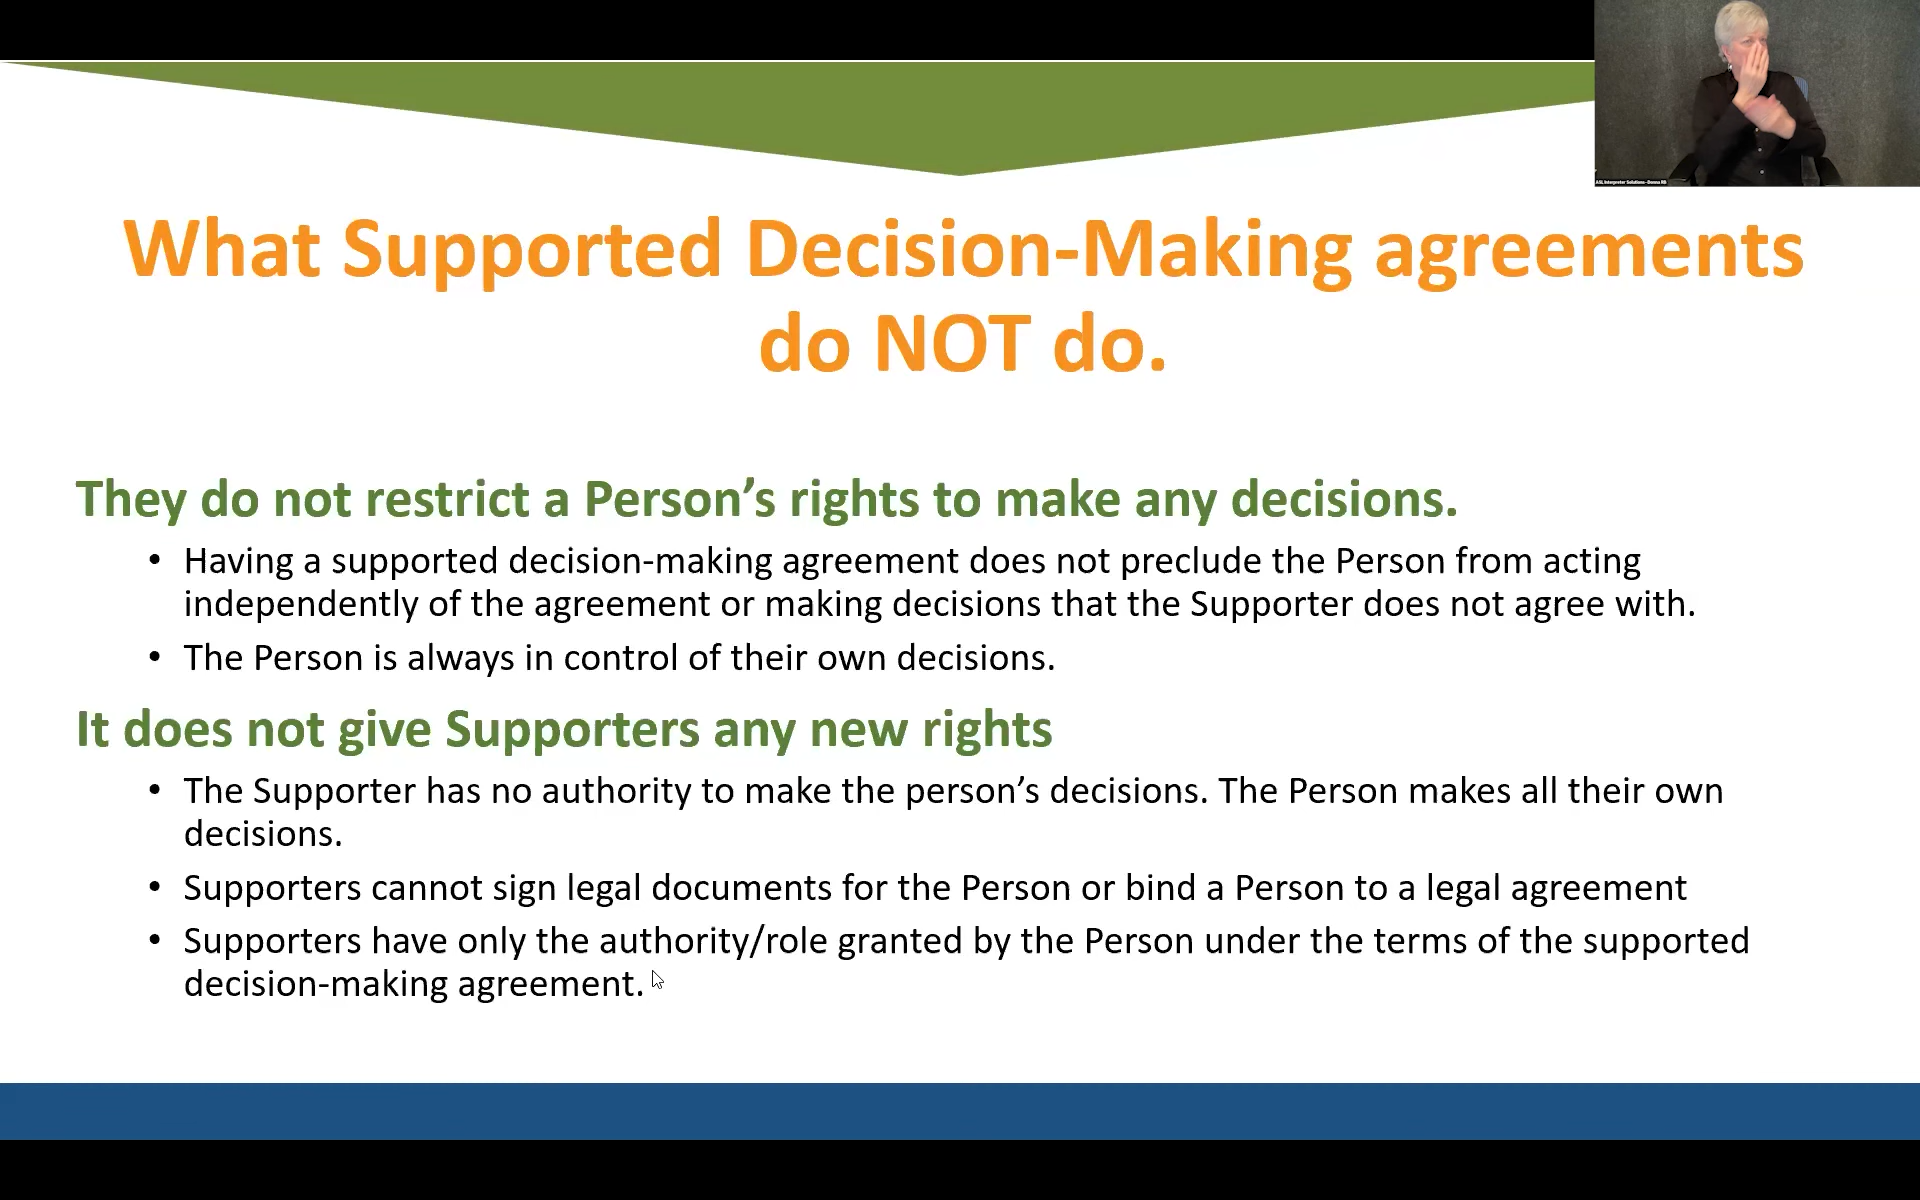 What Supported Decision-Making agreements
do NOT do.
They do not restrict a Person’s rights to make any decisions.
• Having a supported decision-making agreement does not preclude the Person from acting
independently of the agreement or making decisions that the Supporter does not agree with.
• The Person is always in control of their own decisions.
It does not give Supporters any new rights
• The Supporter has no authority to make the person’s decisions. The Person makes all their own
decisions.
• Supporters cannot sign legal documents for the Person or bind a Person to a legal agreement
• Supporters have only the authority/role granted by the Person under the terms of the supported
decision-making agreement.
ASL Interpreter Solutions - Donna RB